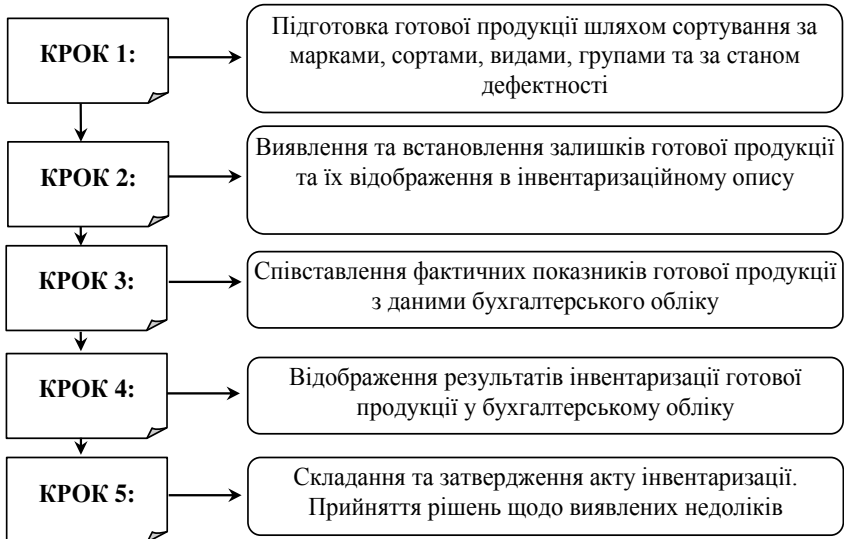 КРОК 1:
Підготовка готової продукції шляхом сортування за
марками, сортами, видами, групами та за станом
дефектності
КРОК 2:
Виявлення та встановлення залишків готової продукції
та їх відображення в інвентаризаційному опису
КРОК 3:
Співставлення фактичних показників готової продукції
з даними бухгалтерського обліку
КРОК 4:
Відображення результатів інвентаризації готової
продукції у бухгалтерському обліку
КРОК 5:
Складання та затвердження акту інвентаризації.
Прийняття рішень щодо виявлених недоліків